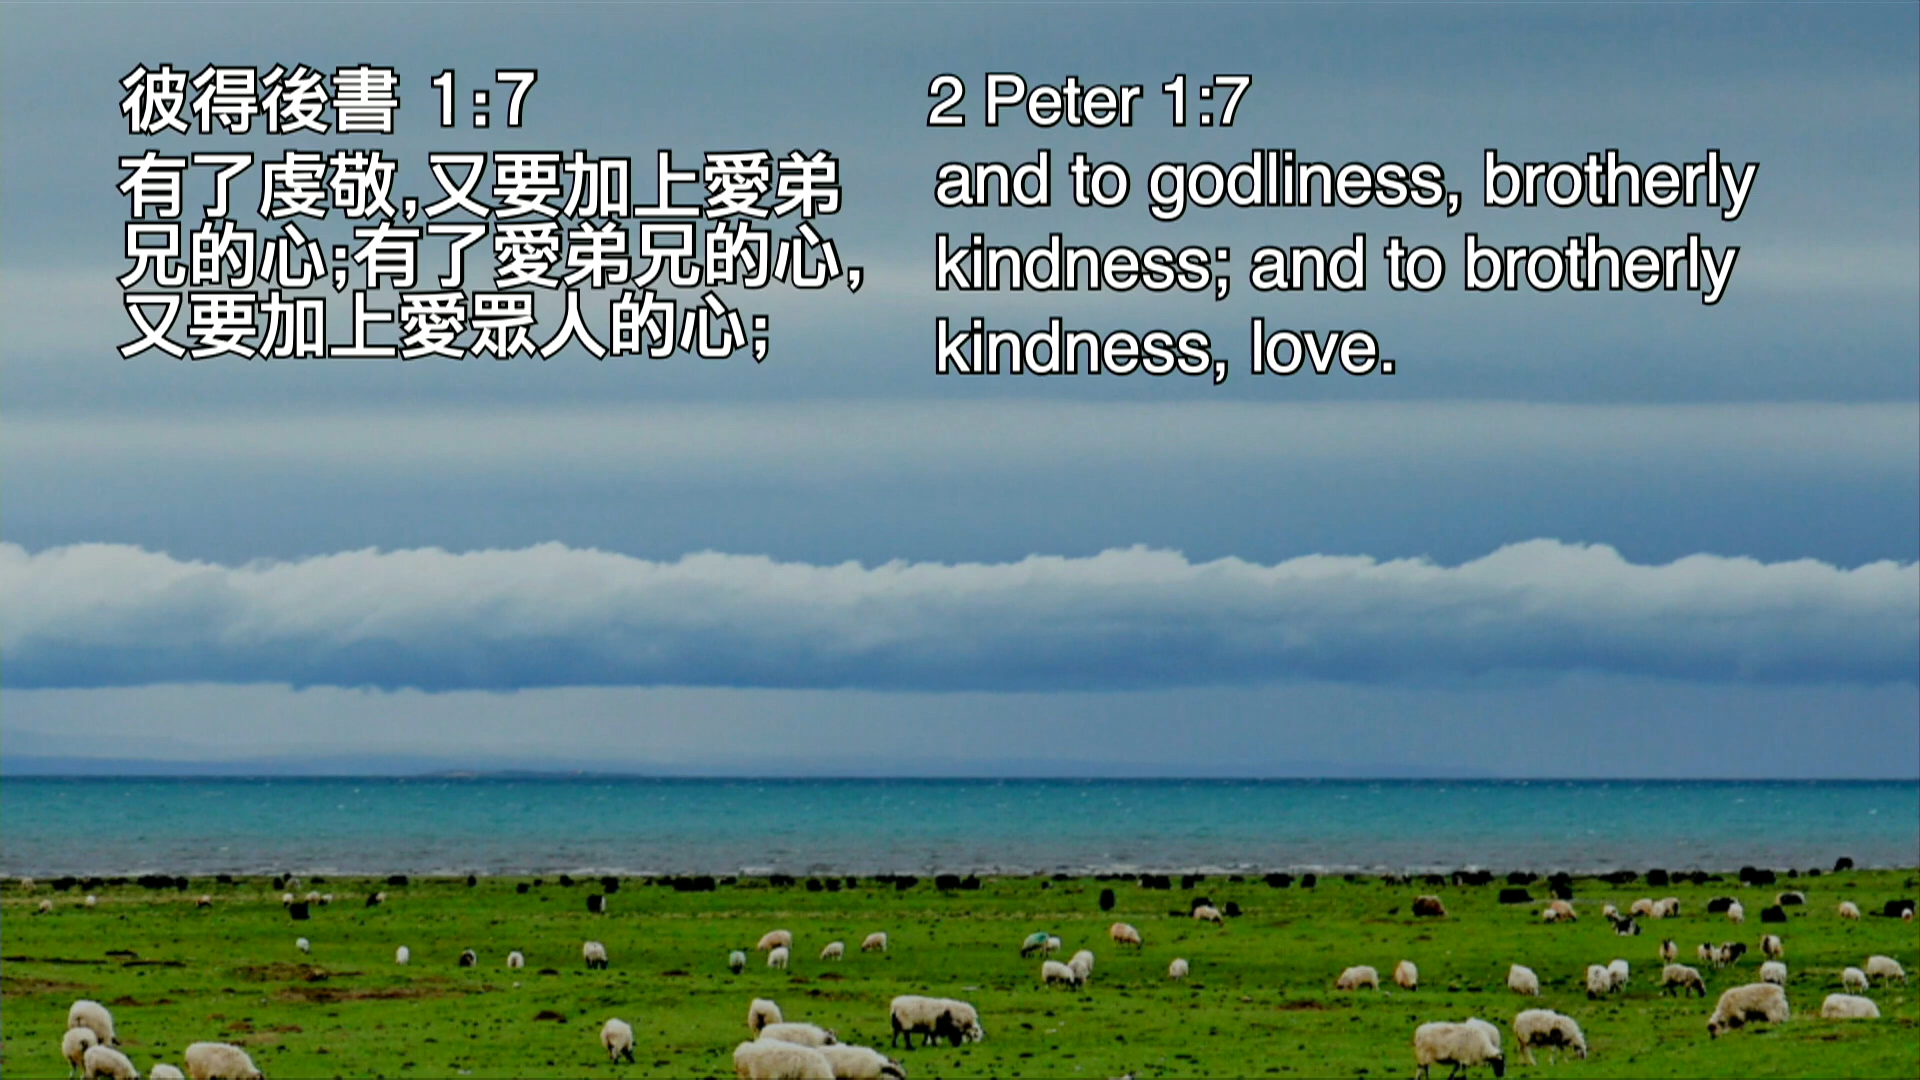 彼得後書 1:7
有了虔敬,又要加上愛弟
兄的心;有了愛弟兄的心,
又要加上愛眾人的心;
2 Peter 1:7
and to godliness, brotherly
kindness; and to brotherly
kindness, love.